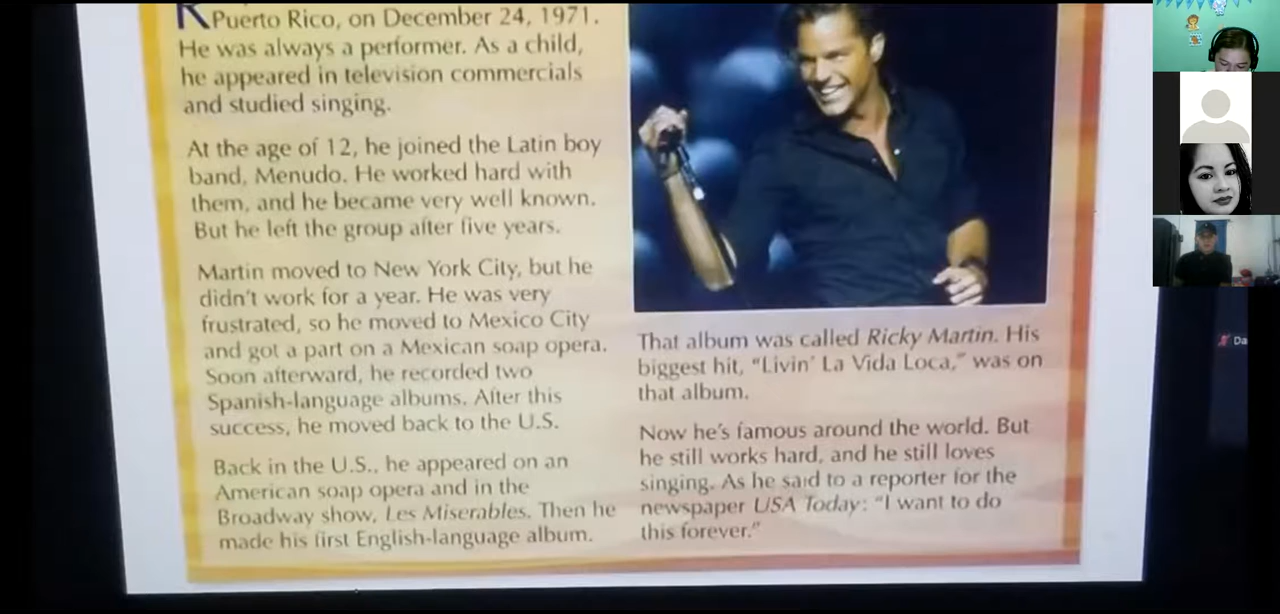 R
Puerto Rico, on December 24, 1971.
He was always a performer. As a child,
he appeared in television commercials
and studied singing.
At the age of 12, he joined the Latin boy
band, Menudo. He worked hard with
them, and he became very well known.
But he left the group after five years.
Martin moved to New York City, but he
didn't work for a year. He was very
frustrated, so he moved to Mexico City
and got a part on a Mexican soap opera.
Soon afterward, he recorded two
Spanish-language albums. After this
success, he moved back to the U.S.
Back in the U.S., he appeared on an
American soap opera and in the
Broadway show, Les Miserables. Then he
made his first English-language album.
That album was called Ricky Martin. His
biggest hit, "Livin' La Vida Loca," was on
that album.
Now he's famous around the world. But
he still works hard, and he still loves
singing. As he said to a reporter for the
newspaper USA Today: "I want to do
this forever."
Da